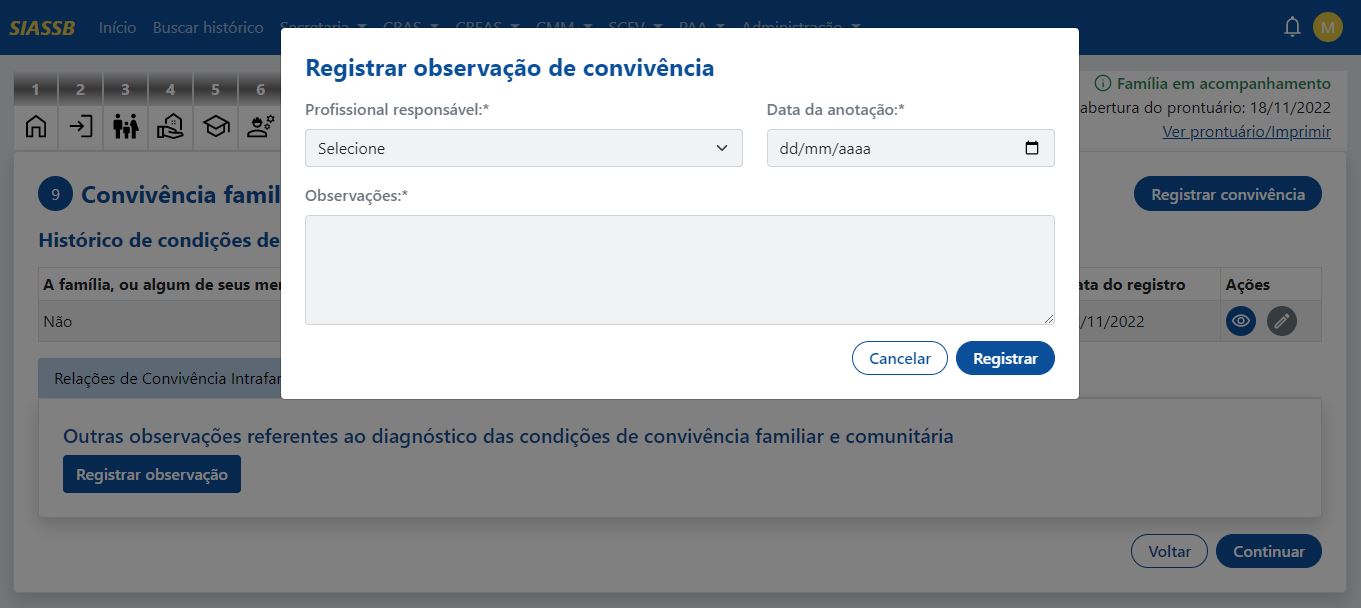 SIASSB Início Buscar histórico Secretaria CRAS CREAS CMM SCFV PAA Administração M
Registrar observação de convivência
1 2 3 4 5 6
Família em acompanhamento
abertura do prontuário: 18/11/2022
Ver prontuário/Imprimir
Profissional responsável:* Data da anotação:*
Selecione dd/mm/aaaa
9 Convivência famil
Registrar convivência
Observações:*
Histórico de condições de
A família, ou algum de seus me ata do registro Ações
Não /11/2022
Cancelar Registrar
Relações de Convivência Intrafa
Outras observações referentes ao diagnóstico das condições de convivência familiar e comunitária
Registrar observação
Voltar Continuar